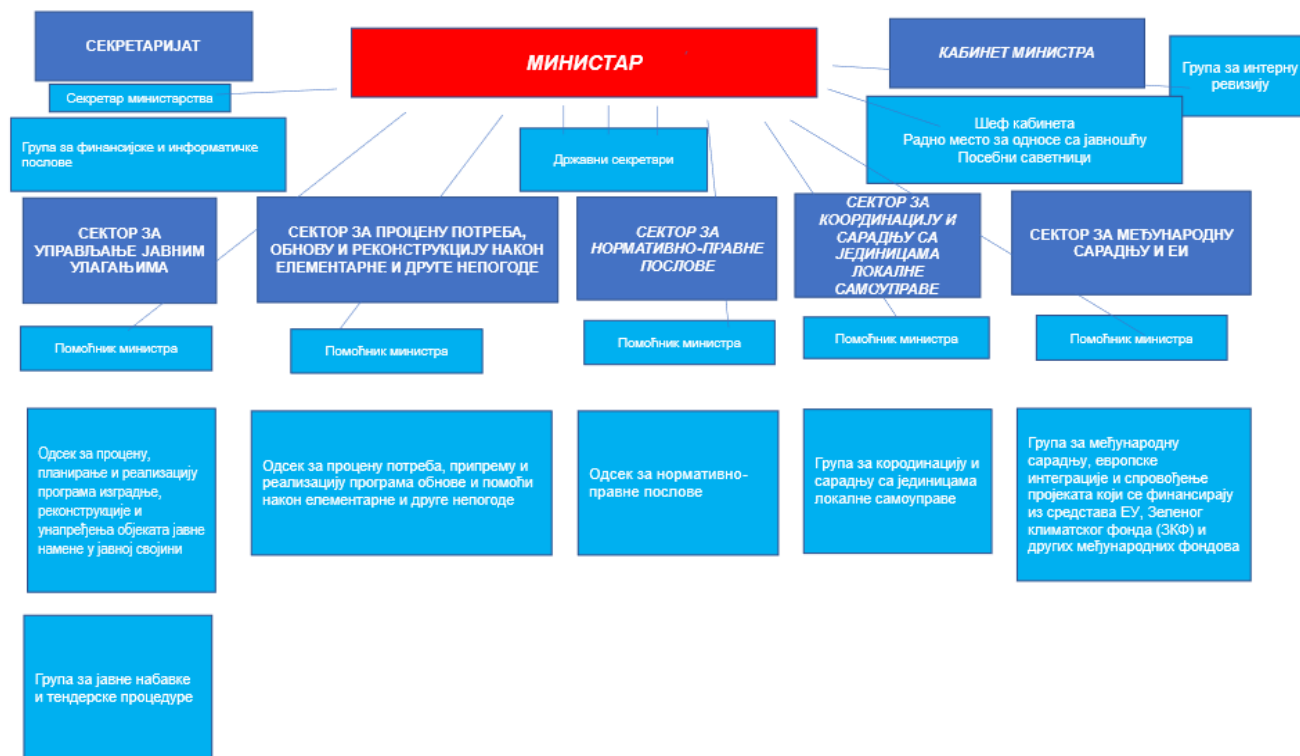 СЕКРЕТАРИЈАТ
Секретар министарства
Група за финансијске и информатичке
послове
МИНИСТАР
Државни секретари
КАБИНЕТ МИНИСТРА
Група за интерну
ревизију
Шеф кабинета
Радно место за односе са јавношћу
Посебни саветници
СЕКТОР ЗА
УПРАВЉАЊЕ ЈАВНИМ
УЛАГАЊИМА
СЕКТОР ЗА ПРОЦЕНУ ПОТРЕБА,
ОБНОВУ И РЕКОНСТРУКЦИЈУ НАКОН
ЕЛЕМЕНТАРНЕ И ДРУГЕ НЕПОГОДЕ
СЕКТОР ЗА
НОРМАТИВНО-ПРАВНЕ
ПОСЛОВЕ
СЕКТОР ЗА
КООРДИНАЦИЈУ И
САРАДЊУ СА
ЈЕДИНИЦАМА
ЛОКАЛНЕ
САМОУПРАВЕ
СЕКТОР ЗА МЕЂУНАРОДНУ
САРАДЊУ И ЕИ
Помоћник министра
Помоћник министра
Помоћник министра
Помоћник министра
Помоћник министра
Одсек за процену,
планирање и реализацију
програма изградње,
реконструкције и
унапређења објеката јавне
намене у јавној својини
Одсек за процену потреба, припрему и
реализацију програма обнове и помоћи
након елементарне и друге непогоде
Одсек за нормативно-
правне послове
Група за кородинацију и
сарадњу са јединицама
локалне самоуправе
Група за међународну
сарадњу, европске
интеграције и спровођење
пројеката који се финансирају
из средстава ЕУ, Зеленог
климатског фонда (ЗКФ) и
других међународних фондова
Група за јавне набавке
и тендерске процедуре